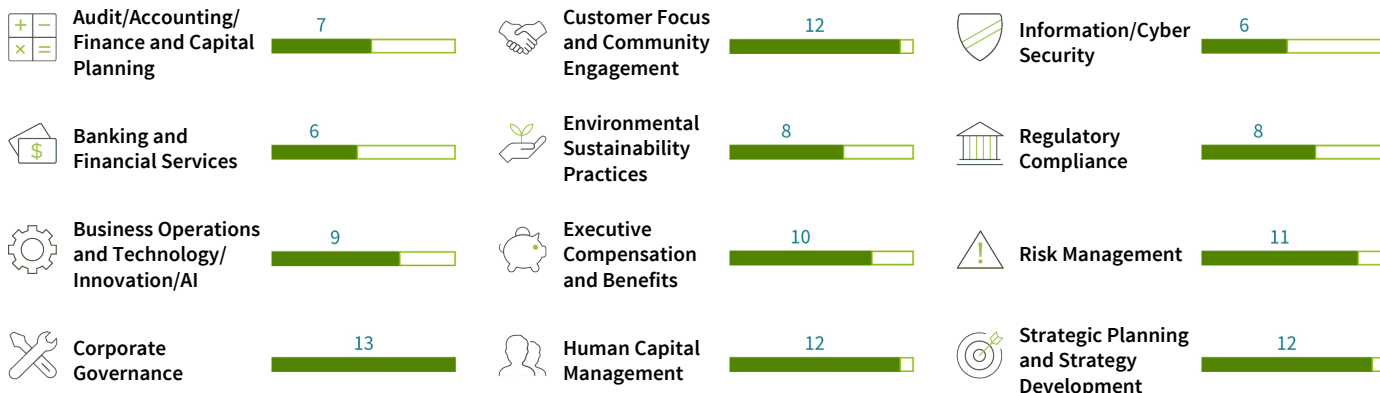 Audit/Accounting/
Finance and Capital
Planning
7
Customer Focus
and Community
Engagement
12
Information/Cyber
Security
6
Banking and
Financial Services
6
Environmental
Sustainability
Practices
8
Regulatory
Compliance
8
Business Operations
and Technology/
Innovation/AI
9
Executive
Compensation
and Benefits
10
Risk Management
11
Corporate
Governance
13
Human Capital
Management
12
Strategic Planning
and Strategy
Development
12